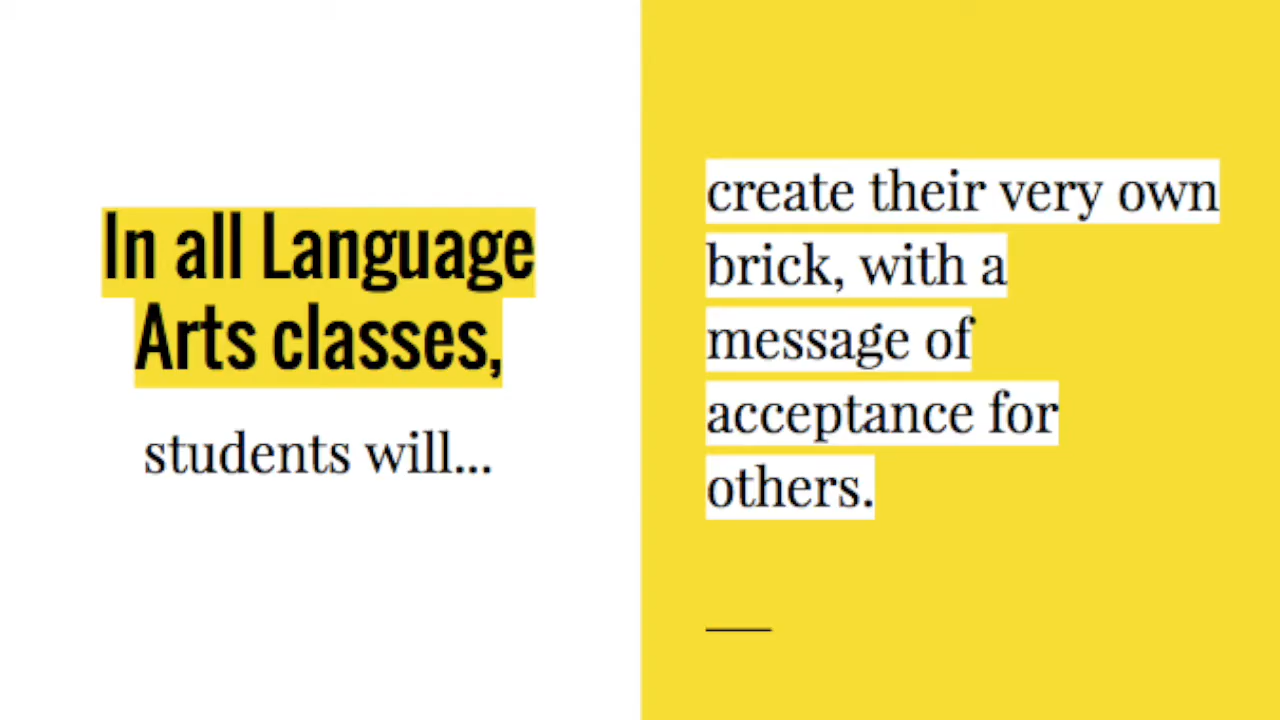 In all Language
Arts classes,
students will...
create their very own
brick, with a
message of
acceptance for
others.